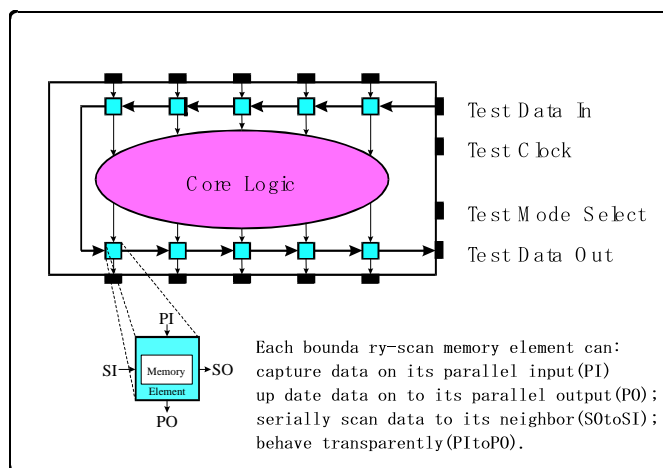 Test Data In
Test Clock
Core Logic
Test Mode Select
Test Data Out
PI
SI
Memory
SO
Element
PO
Each bounda ry-scan memory element can:
capture data on its parallel input(PI)
up date data on to its parallel output(PO);
serially scan data to its neighbor(SOtoSI);
behave transparently(PItoPO).